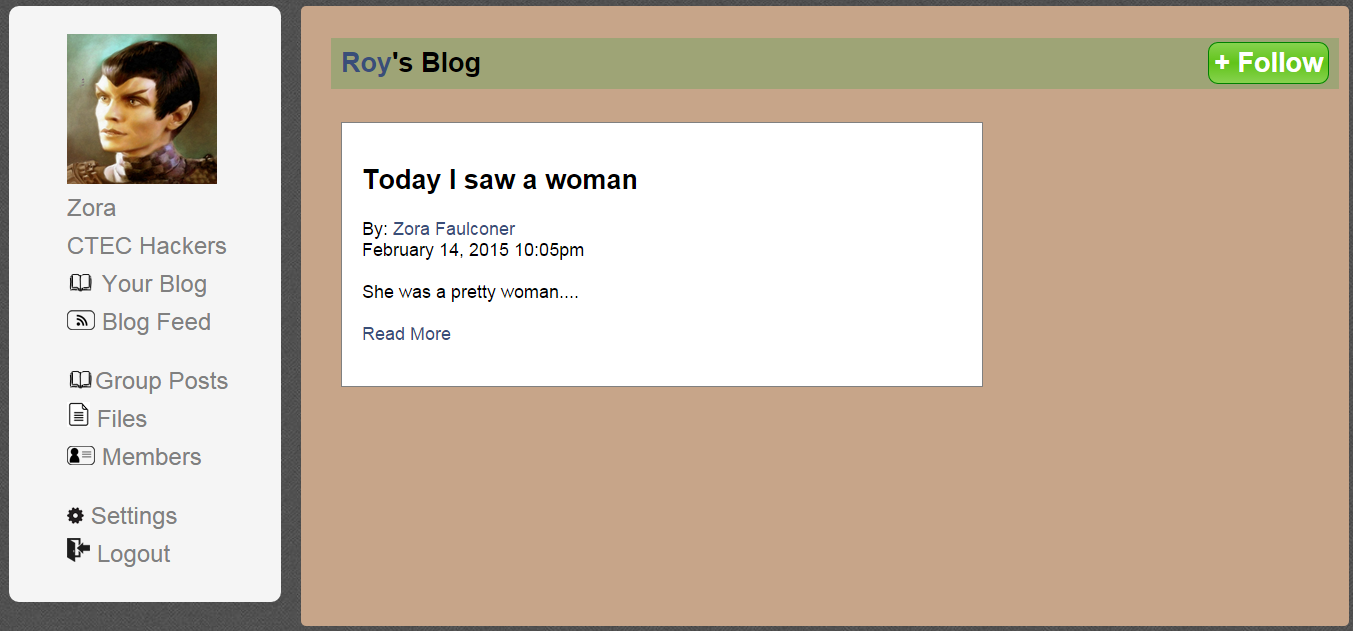 Zora
CTEC Hackers
Your Blog
Blog Feed
Group Posts
Files
Members
Settings
Logout
Roy's Blog
+ Follow
Today I saw a woman
By: Zora Faulconer
February 14, 2015 10:05pm
She was a pretty woman....
Read More